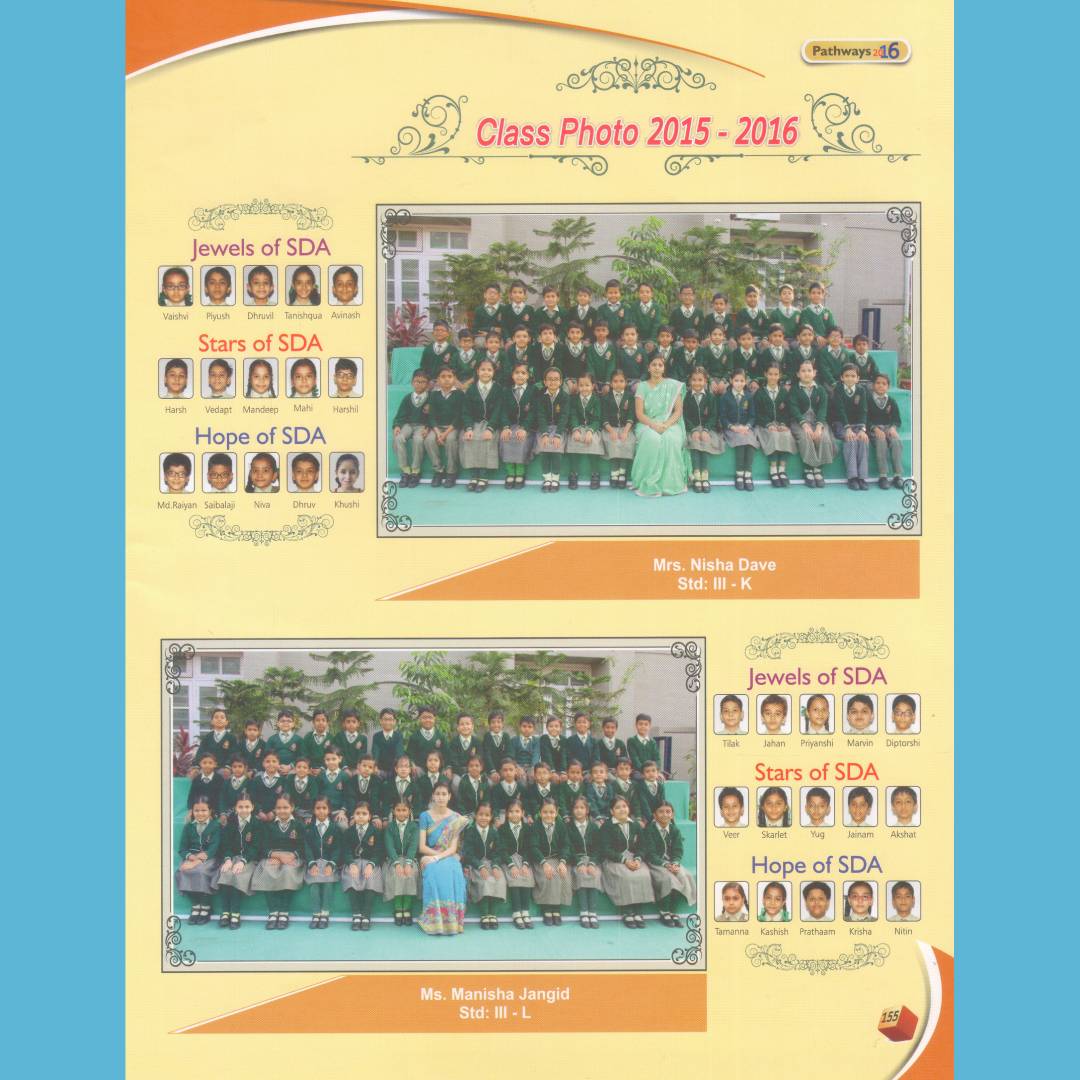 Pathways 2016
Class Photo 2015 - 2016
Jewels of SDA
Vaishvi Piyush Dhruvil Tanishqua Avinash
Stars of SDA
Harsh Vedapt Mandeep Mahi Harshil
Hope of SDA
Md.Raiyan Saibalaji Niva Dhruv Khushi
Mrs. Nisha Dave
Std: III - K
Jewels of SDA
Tilak Jahan Priyanshi Marvin Diptorshi
Stars of SDA
Veer Skarlet Yug Jainam Akshat
Hope of SDA
Tamanna Kashish Prathaam Krisha Nitin
Ms. Manisha Jangid
Std: III - L
155